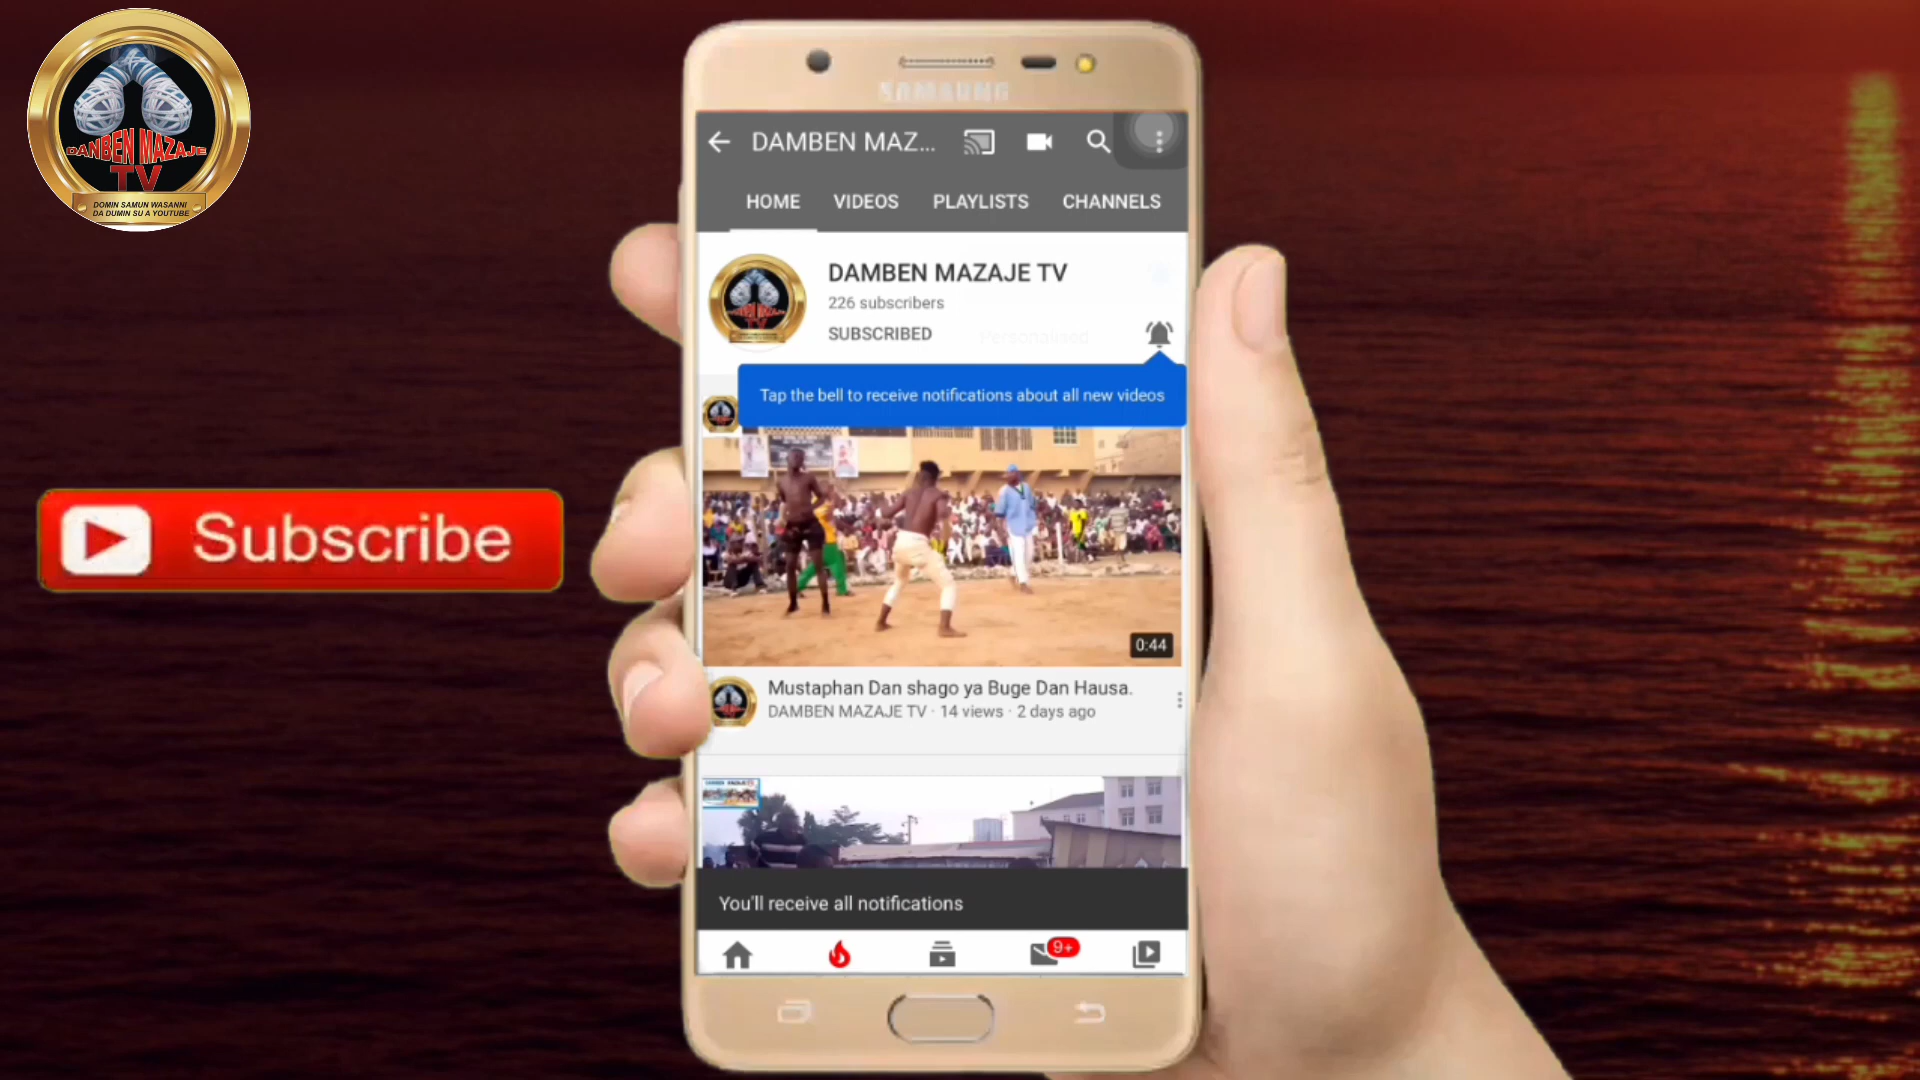 DANBEN MAZAJE
TV
DOMIN SAMUN WASANNI
DA DUMIN SU A YOUTUBE
Subscribe
SAMSUNG
DAMBEN MAZ...
HOME VIDEOS PLAYLISTS CHANNELS
DAMBEN MAZAJE TV
226 subscribers
SUBSCRIBED
Personalised
Tap the bell to receive notifications about all new videos
0:44
Mustaphan Dan shago ya Buge Dan Hausa.
DAMBEN MAZAJE TV · 14 views · 2 days ago
You'll receive all notifications
9+